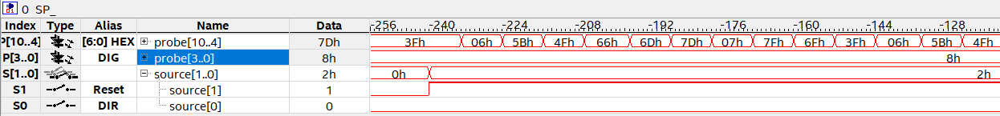 0 SP_
Index Type Alias Name Data -256 -240 -224 -208 -192 -176 -160 -144 -128
P[10..4] [6:0] HEX probe[10..4] 7Dh 3Fh 06h 5Bh 4Fh 66h 6Dh 7Dh 07h 7Fh 6Fh 3Fh 06h 5Bh 4Fh
P[3..0] DIG probe[3..0] 8h 8h
S[1..0] source[1..0] 2h 0h 2h
S1 Reset source[1] 1
S0 DIR source[0] 0